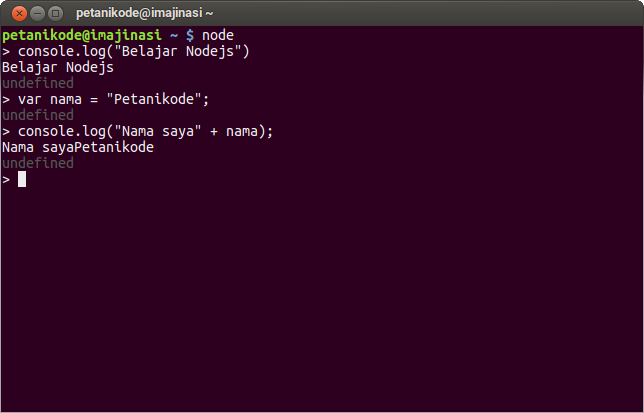 petanikode@imajinasi ~
petanikode@imajinasi ~ $ node
> console.log("Belajar Nodejs")
Belajar Nodejs
undefined
> var nama = "Petanikode";
undefined
> console.log("Nama saya" + nama);
Nama sayaPetanikode
undefined
>